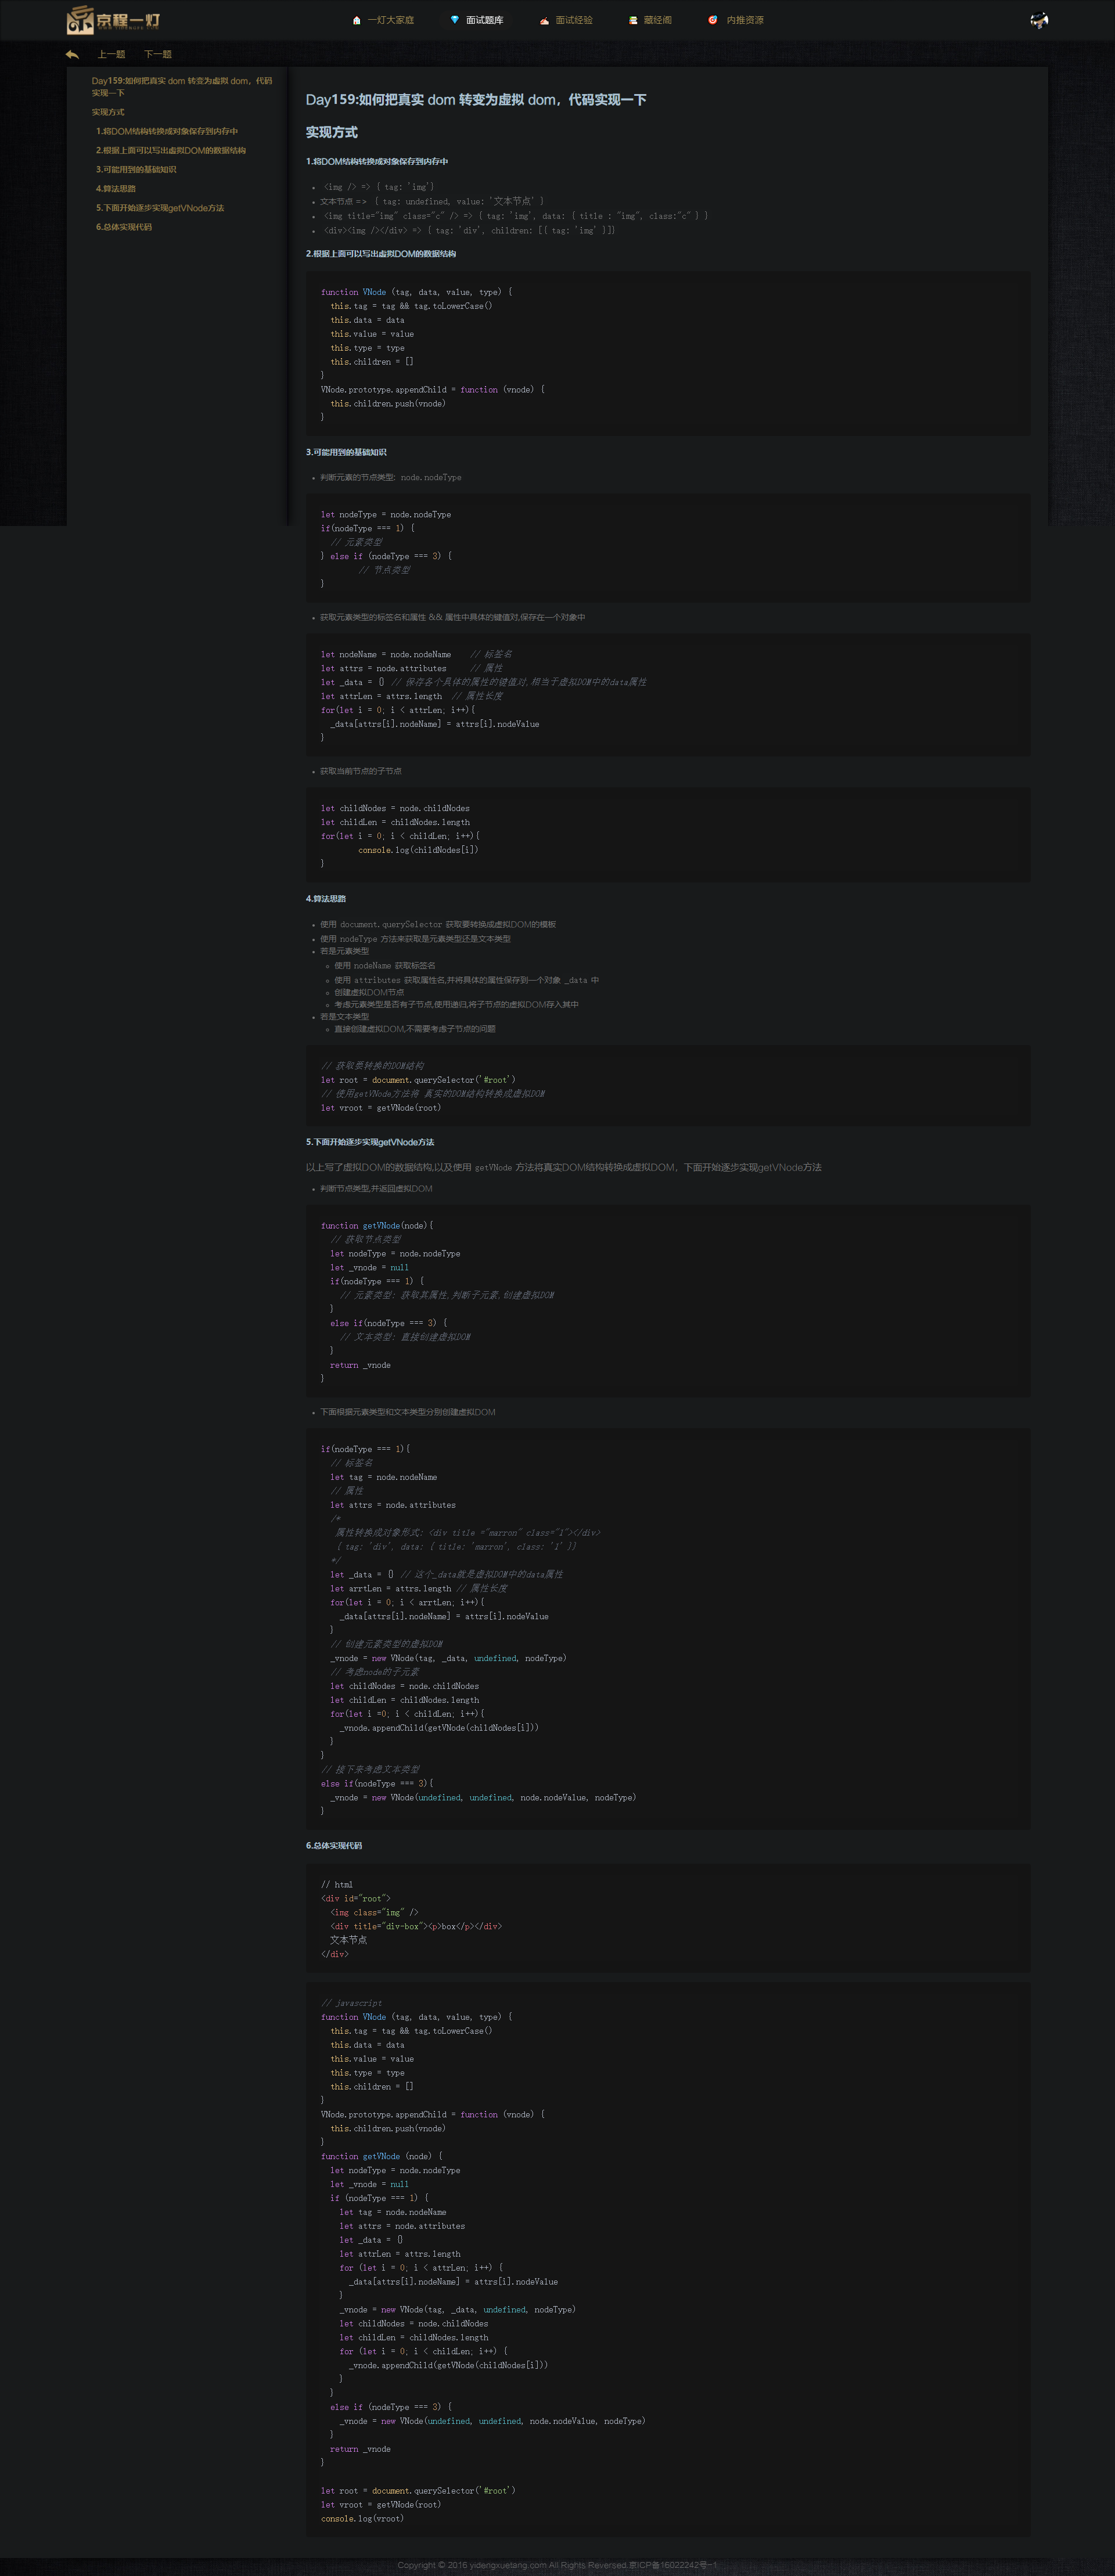 京程一灯
WWW.YIDENGXX.COM
一灯大家庭
面试题库
面试经验
藏经阁
内推资源
上一题
下一题
Day159:如何把真实 dom 转变为虚拟 dom，代码
实现一下
实现方式
1.将DOM结构转换成对象保存到内存中
2.根据上面可以写出虚拟DOM的数据结构
3.可能用到的基础知识
4.算法思路
5.下面开始逐步实现getVNode方法
6.总体实现代码
Day159:如何把真实 dom 转变为虚拟 dom，代码实现一下
实现方式
1.将DOM结构转换成对象保存到内存中
<img /> => { tag: 'img'}
文本节点 => { tag: undefined, value: '文本节点' }
<img title="img" class="c" /> => { tag: 'img', data: { title : "img", class:"c" } }
<div><img /></div> => { tag: 'div', children: [{ tag: 'img' }]}
2.根据上面可以写出虚拟DOM的数据结构
function VNode (tag, data, value, type) {
  this.tag = tag && tag.toLowerCase()
  this.data = data
  this.value = value
  this.type = type
  this.children = []
}
VNode.prototype.appendChild = function (vnode) {
  this.children.push(vnode)
}
3.可能用到的基础知识
判断元素的节点类型: node.nodeType
let nodeType = node.nodeType
if(nodeType === 1) {
  // 元素类型
} else if (nodeType === 3) {
        // 节点类型
}
获取元素类型的标签名和属性 && 属性中具体的键值对,保存在一个对象中
let nodeName = node.nodeName    // 标签名
let attrs = node.attributes     // 属性
let _data = {} // 保存各个具体的属性的键值对,相当于虚拟DOM中的data属性
let attrLen = attrs.length  // 属性长度
for(let i = 0; i < attrLen; i++){
  _data[attrs[i].nodeName] = attrs[i].nodeValue
}
获取当前节点的子节点
let childNodes = node.childNodes
let childLen = childNodes.length
for(let i = 0; i < childLen; i++){
        console.log(childNodes[i])
}
4.算法思路
使用 document.querySelector 获取要转换成虚拟DOM的模板
使用 nodeType 方法来获取是元素类型还是文本类型
若是元素类型
使用 nodeName 获取标签名
使用 attributes 获取属性名,并将具体的属性保存到一个对象 _data 中
创建虚拟DOM节点
考虑元素类型是否有子节点,使用递归,将子节点的虚拟DOM存入其中
若是文本类型
直接创建虚拟DOM,不需要考虑子节点的问题
// 获取要转换的DOM结构
let root = document.querySelector('#root')
// 使用getVNode方法将 真实的DOM结构转换成虚拟DOM
let vroot = getVNode(root)
5.下面开始逐步实现getVNode方法
以上写了虚拟DOM的数据结构,以及使用 getVNode 方法将真实DOM结构转换成虚拟DOM，下面开始逐步实现getVNode方法
判断节点类型,并返回虚拟DOM
function getVNode(node){
  // 获取节点类型
  let nodeType = node.nodeType
  let _vnode = null
  if(nodeType === 1) {
    // 元素类型: 获取其属性,判断子元素,创建虚拟DOM
  }
  else if(nodeType === 3) {
    // 文本类型: 直接创建虚拟DOM
  }
  return _vnode
}
下面根据元素类型和文本类型分别创建虚拟DOM
if(nodeType === 1){
  // 标签名
  let tag = node.nodeName
  // 属性
  let attrs = node.attributes
  /*
   属性转换成对象形式: <div title ="marron" class="1"></div>
   { tag: 'div', data: { title: 'marron', class: '1' }}
  */
  let _data = {} // 这个_data就是虚拟DOM中的data属性
  let arrtLen = attrs.length // 属性长度
  for(let i = 0; i < arrtLen; i++){
    _data[attrs[i].nodeName] = attrs[i].nodeValue
  }
  // 创建元素类型的虚拟DOM
  _vnode = new VNode(tag, _data, undefined, nodeType)
  // 考虑node的子元素
  let childNodes = node.childNodes
  let childLen = childNodes.length
  for(let i =0; i < childLen; i++){
    _vnode.appendChild(getVNode(childNodes[i]))
  }
}
// 接下来考虑文本类型
else if(nodeType === 3){
  _vnode = new VNode(undefined, undefined, node.nodeValue, nodeType)
}
6.总体实现代码
// html
<div id="root">
  <img class="img" />
  <div title="div-box"><p>box</p></div>
  文本节点
</div>
// javascript
function VNode (tag, data, value, type) {
  this.tag = tag && tag.toLowerCase()
  this.data = data
  this.value = value
  this.type = type
  this.children = []
}
VNode.prototype.appendChild = function (vnode) {
  this.children.push(vnode)
}
function getVNode (node) {
  let nodeType = node.nodeType
  let _vnode = null
  if (nodeType === 1) {
    let tag = node.nodeName
    let attrs = node.attributes
    let _data = {}
    let attrLen = attrs.length
    for (let i = 0; i < attrLen; i++) {
      _data[attrs[i].nodeName] = attrs[i].nodeValue
    }
    _vnode = new VNode(tag, _data, undefined, nodeType)
    let childNodes = node.childNodes
    let childLen = childNodes.length
    for (let i = 0; i < childLen; i++) {
      _vnode.appendChild(getVNode(childNodes[i]))
    }
  }
  else if (nodeType === 3) {
    _vnode = new VNode(undefined, undefined, node.nodeValue, nodeType)
  }
  return _vnode
}
let root = document.querySelector('#root')
let vroot = getVNode(root)
console.log(vroot)
Copyright © 2016 yidengxuetang.com All Rights Reversed.京ICP备16022242号-1